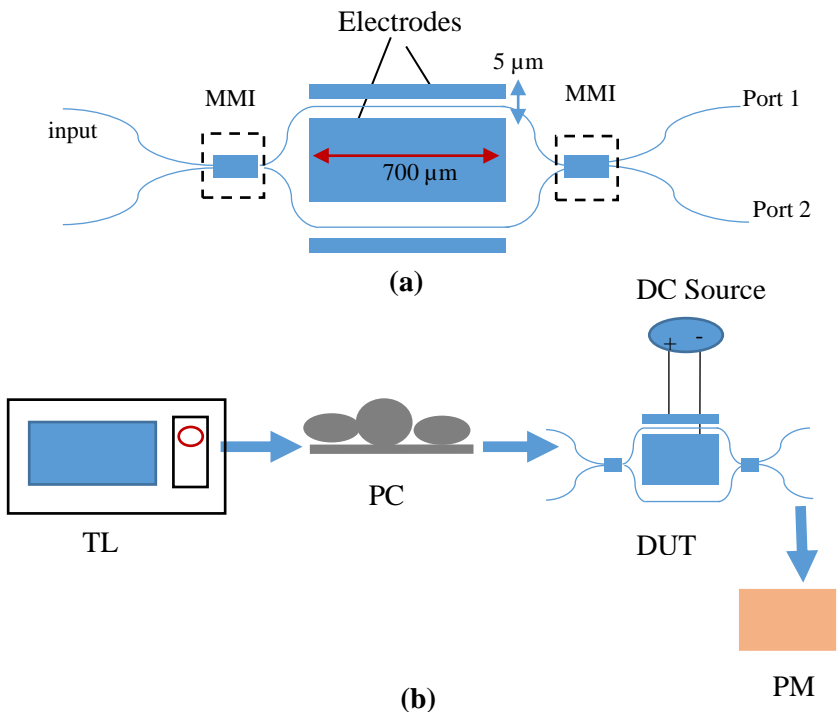 Electrodes
5 µm
MMI
MMI
Port 1
input
700 µm
Port 2
(a)
DC Source
+ -
PC
TL
DUT
PM
(b)